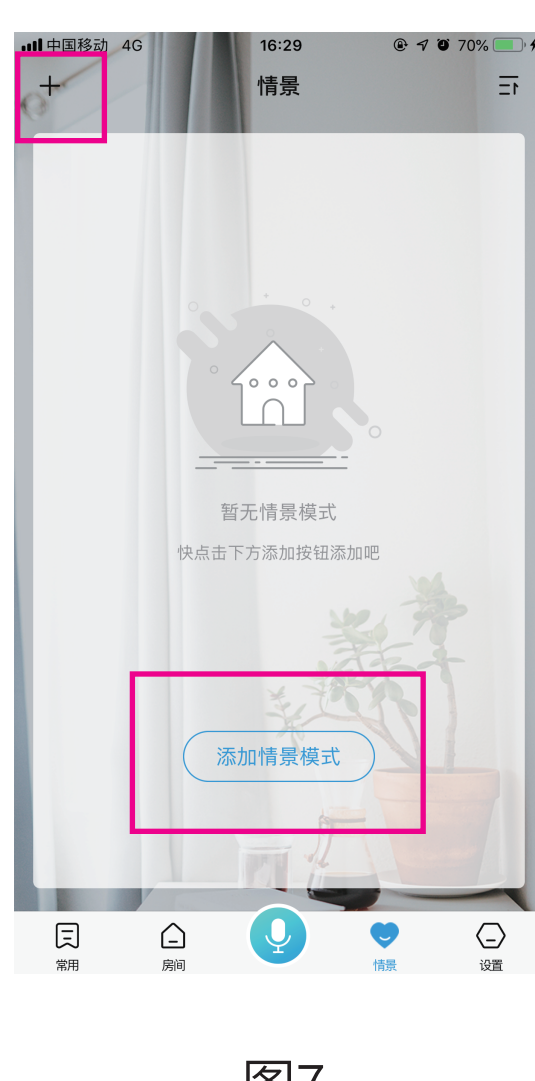 中国移动 4G 16:29 70%
情景
暂无情景模式
快点击下方添加按钮添加吧
添加情景模式
常用 房间 情景 设置
图7